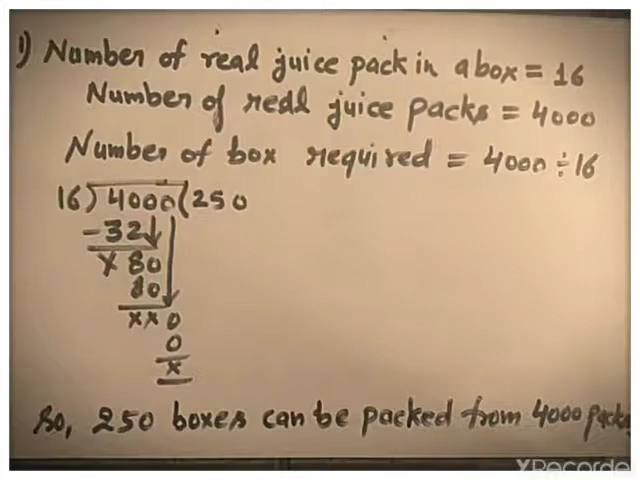 1) Number of real juice pack in a box = 16
Number of real juice packs = 4000
Number of box required = 4000 ÷ 16
16) 4000 (250
-32
x 80
80
x x 0
0
x
So, 250 boxes can be packed from 4000 packs
XRecorde